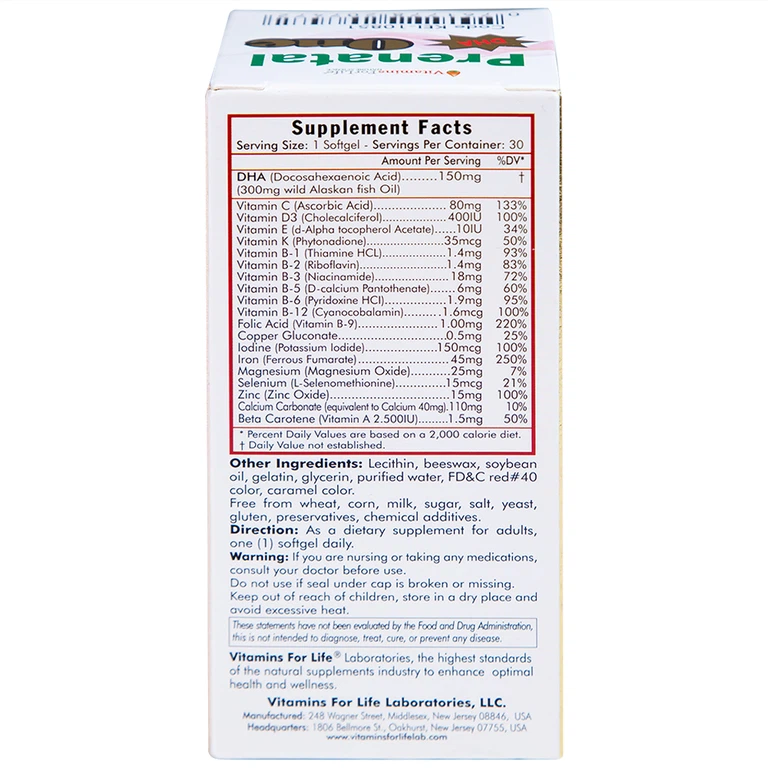 Code KFL 10851
DHA
One
Prenatal
Vitamins
For Life
Supplement Facts
Serving Size: 1 Softgel - Servings Per Container: 30
Amount Per Serving %DV*
DHA (Docosahexaenoic Acid).........150mg †
(300mg wild Alaskan fish Oil)
Vitamin C (Ascorbic Acid)......................80mg 133%
Vitamin D3 (Cholecalciferol)..................400IU 100%
Vitamin E (d-Alpha tocopherol Acetate)......10IU 34%
Vitamin K (Phytonadione).....................35mcg 50%
Vitamin B-1 (Thiamine HCL)..................1.4mg 93%
Vitamin B-2 (Riboflavin)........................1.4mg 83%
Vitamin B-3 (Niacinamide)....................18mg 72%
Vitamin B-5 (D-calcium Pantothenate)......6mg 60%
Vitamin B-6 (Pyridoxine HCl)................1.9mg 95%
Vitamin B-12 (Cyanocobalamin)..........1.6mcg 100%
Folic Acid (Vitamin B-9)......................1.00mg 220%
Copper Gluconate................................0.5mg 25%
Iodine (Potassium Iodide)....................150mcg 100%
Iron (Ferrous Fumarate).........................45mg 250%
Magnesium (Magnesium Oxide)............25mg 7%
Selenium (L-Selenomethionine)..............15mcg 21%
Zinc (Zinc Oxide)..................................15mg 100%
Calcium Carbonate (equivalent to Calcium 40mg).110mg 10%
Beta Carotene (Vitamin A 2.500IU)........1.5mg 50%
* Percent Daily Values are based on a 2,000 calorie diet.
† Daily Value not established.
Other Ingredients: Lecithin, beeswax, soybean
oil, gelatin, glycerin, purified water, FD&C red#40
color, caramel color.
Free from wheat, corn, milk, sugar, salt, yeast,
gluten, preservatives, chemical additives.
Direction: As a dietary supplement for adults,
one (1) softgel daily.
Warning: If you are nursing or taking any medications,
consult your doctor before use.
Do not use if seal under cap is broken or missing.
Keep out of reach of children, store in a dry place and
avoid excessive heat.
These statements have not been evaluated by the Food and Drug Administration,
this is not intended to diagnose, treat, cure, or prevent any disease.
Vitamins For Life® Laboratories, the highest standards
of the natural supplements industry to enhance optimal
health and wellness.
Vitamins For Life Laboratories, LLC.
Manufactured: 248 Wagner Street, Middlesex, New Jersey 08846, USA
Headquarters: 1806 Bellmore St., Oakhurst, New Jersey 07755, USA
www.vitaminsforlifelab.com